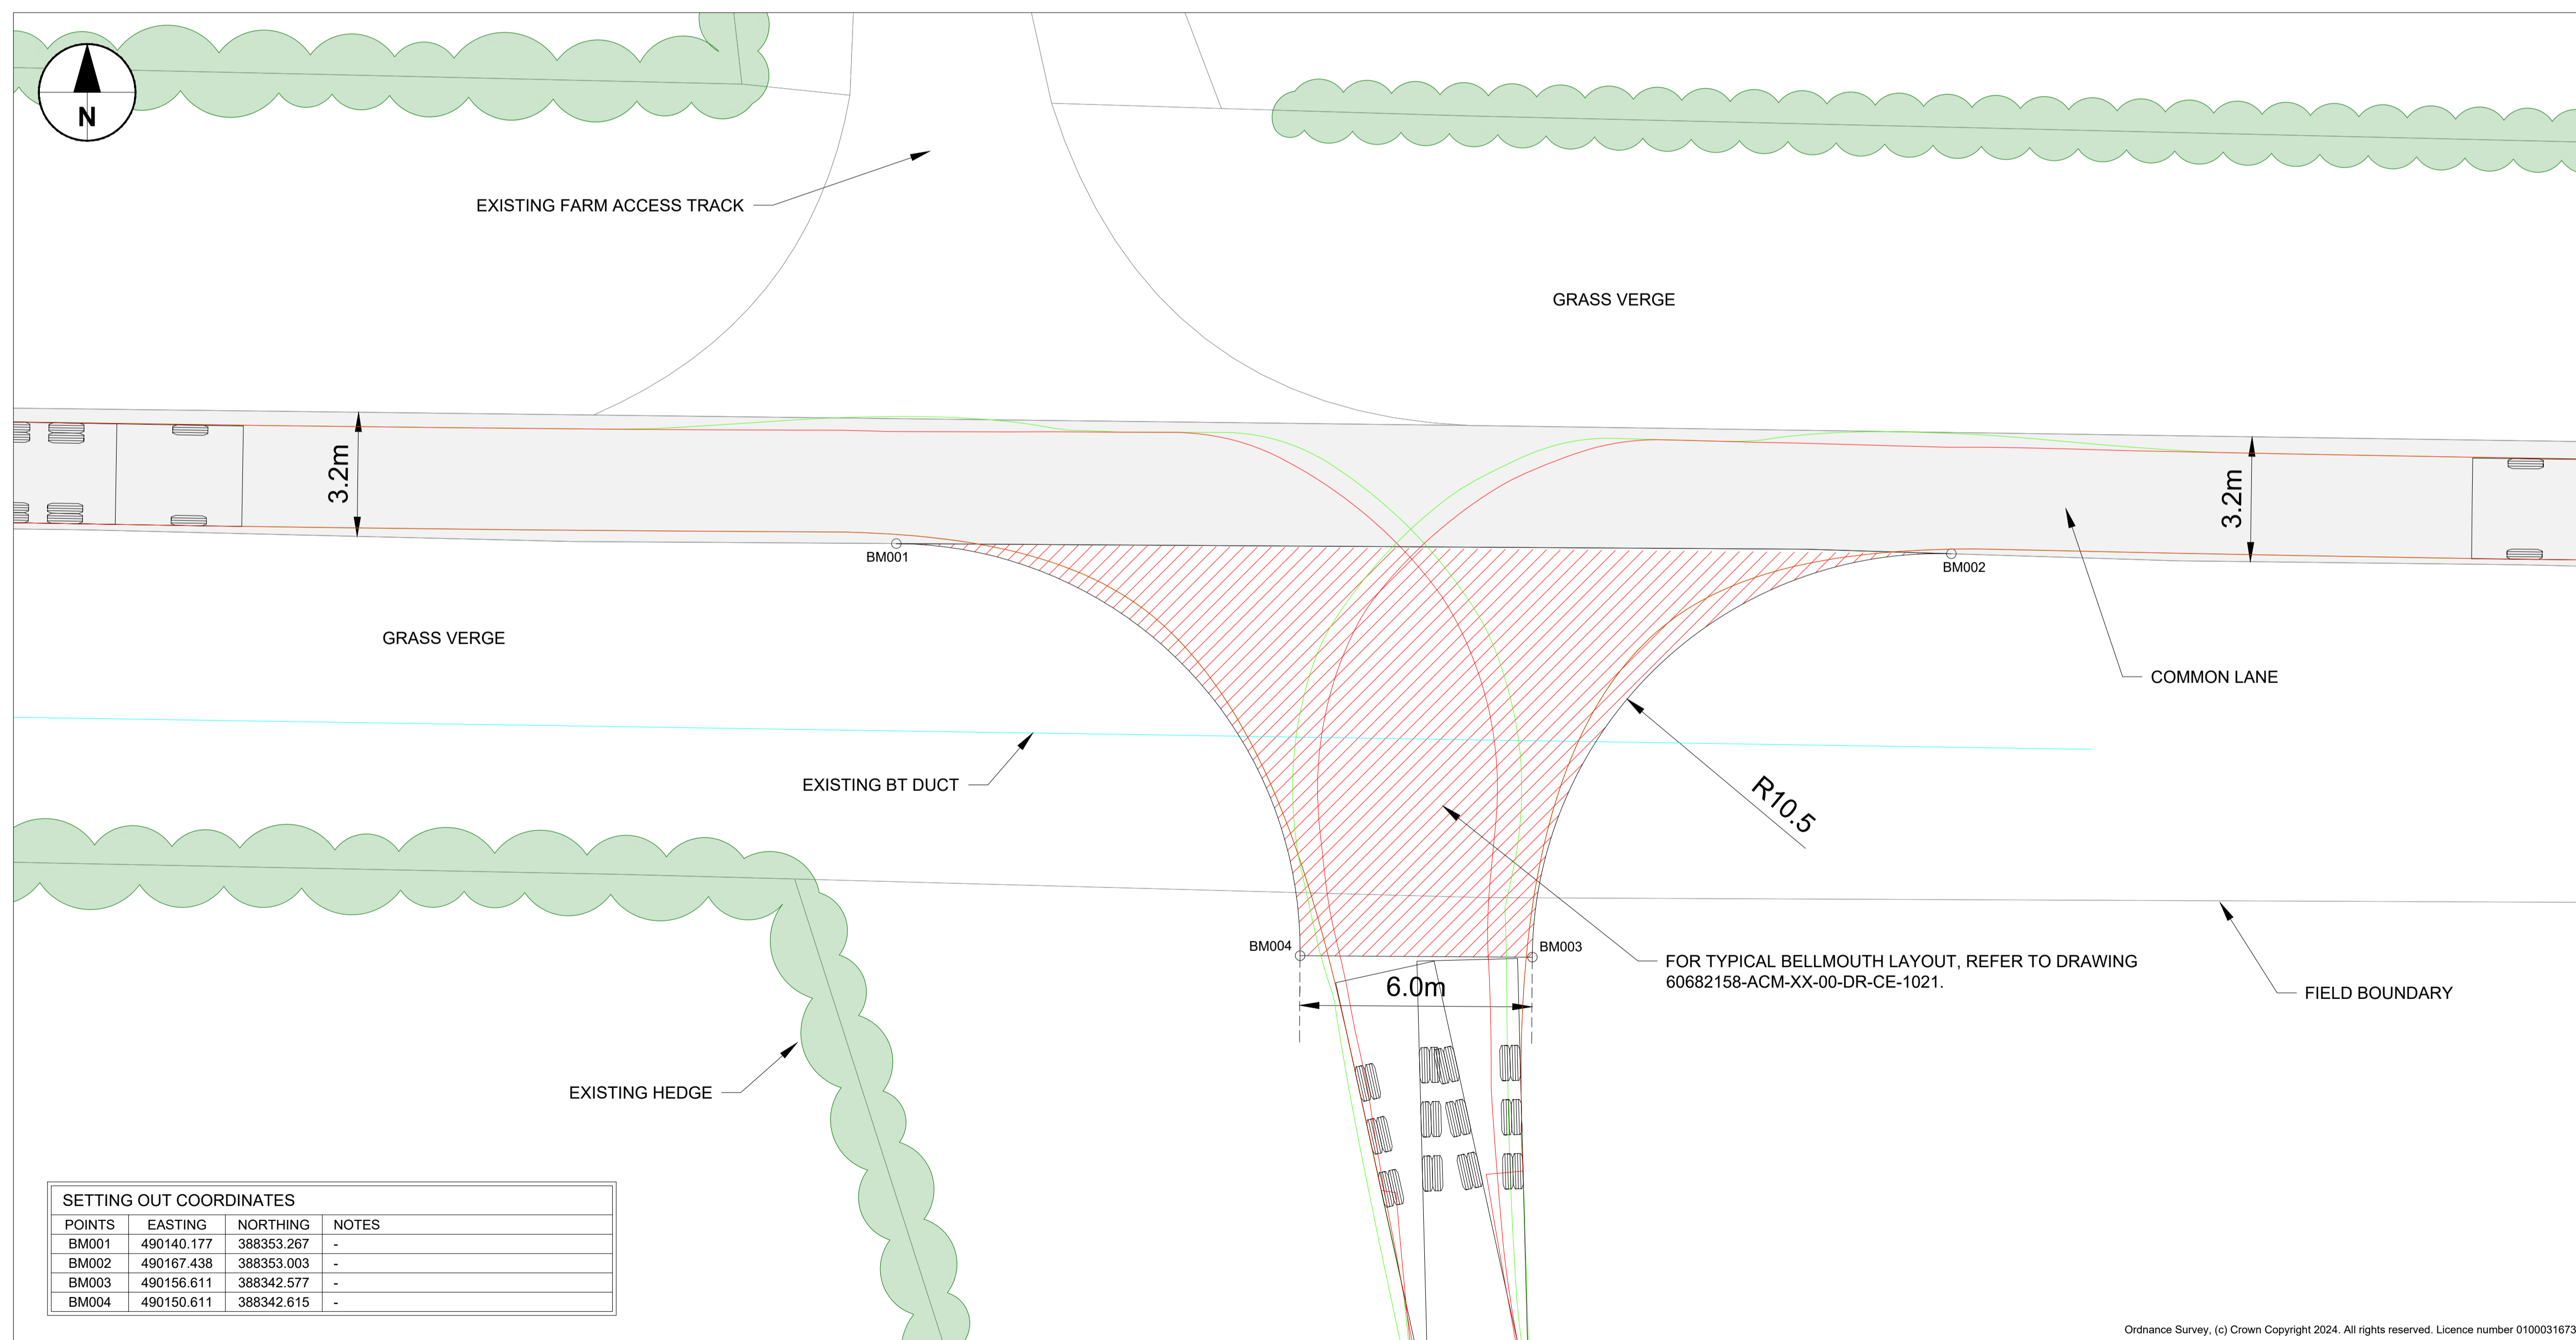 N
EXISTING FARM ACCESS TRACK
GRASS VERGE
3.2m
3.2m
BM001
BM002
GRASS VERGE
COMMON LANE
EXISTING BT DUCT
R10.5
BM004
BM003
FOR TYPICAL BELLMOUTH LAYOUT, REFER TO DRAWING
60682158-ACM-XX-00-DR-CE-1021.
6.0m
FIELD BOUNDARY
EXISTING HEDGE
SETTING OUT COORDINATES
POINTS EASTING NORTHING NOTES
BM001 490140.177 388353.267 -
BM002 490167.438 388353.003 -
BM003 490156.611 388342.577 -
BM004 490150.611 388342.615 -
Ordnance Survey, (c) Crown Copyright 2024. All rights reserved. Licence number 0100031673